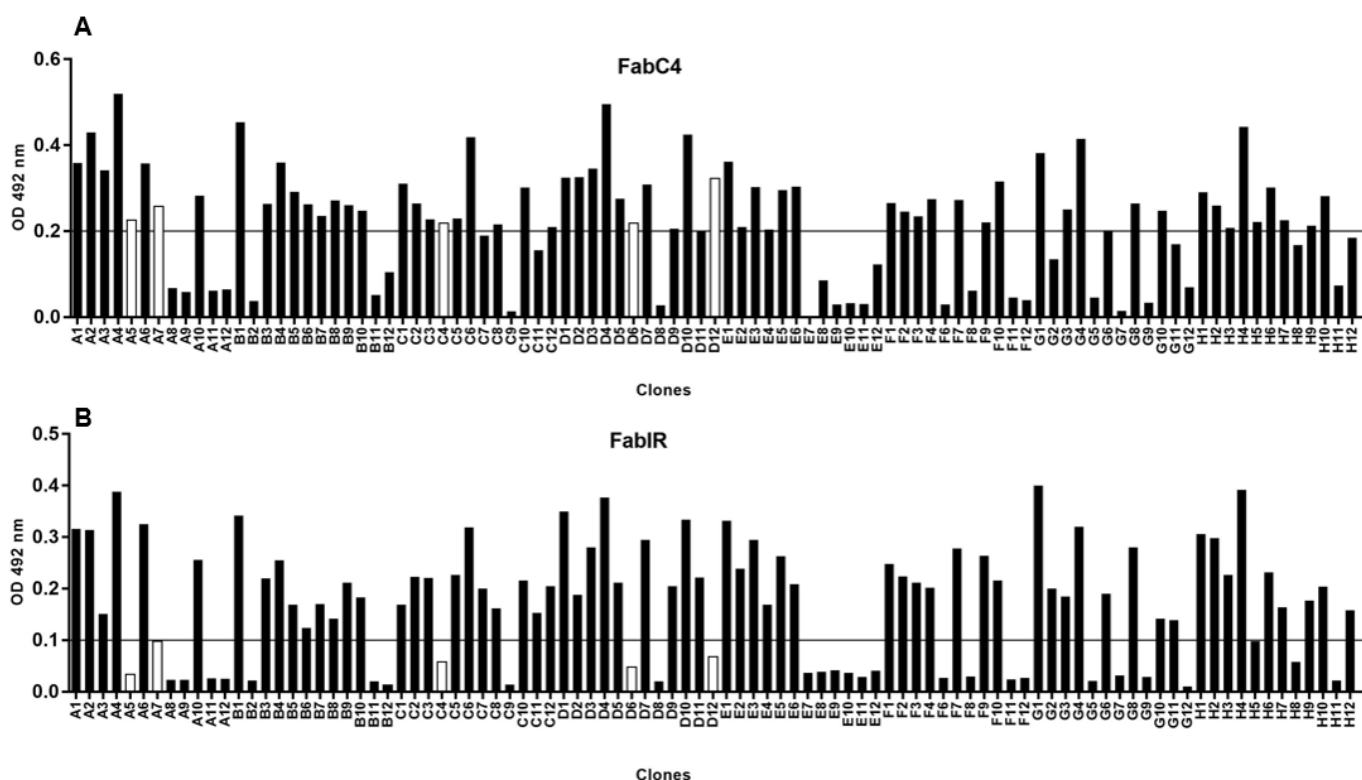 A
FabC4
0.6
0.4
0.2
0.0
OD 492 nm
A1 A2 A3 A4 A5 A6 A7 A8 A9 A10 A11 A12 B1 B2 B3 B4 B5 B6 B7 B8 B9 B10 B11 B12 C1 C2 C3 C4 C5 C6 C7 C8 C9 C10 C11 C12 D1 D2 D3 D4 D5 D6 D7 D8 D9 D10 D11 D12 E1 E2 E3 E4 E5 E6 E7 E8 E9 E10 E11 E12 F1 F2 F3 F4 F6 F7 F8 F9 F10 F11 F12 G1 G2 G3 G4 G5 G6 G7 G8 G9 G10 G11 G12 H1 H2 H3 H4 H5 H6 H7 H8 H9 H10 H11 H12
Clones
B
FabIR
0.5
0.4
0.3
0.2
0.1
0.0
OD 492 nm
A1 A2 A3 A4 A5 A6 A7 A8 A9 A10 A11 A12 B1 B2 B3 B4 B5 B6 B7 B8 B9 B10 B11 B12 C1 C2 C3 C4 C5 C6 C7 C8 C9 C10 C11 C12 D1 D2 D3 D4 D5 D6 D7 D8 D9 D10 D11 D12 E1 E2 E3 E4 E5 E6 E7 E8 E9 E10 E11 E12 F1 F2 F3 F4 F6 F7 F8 F9 F10 F11 F12 G1 G2 G3 G4 G5 G6 G7 G8 G9 G10 G11 G12 H1 H2 H3 H4 H5 H6 H7 H8 H9 H10 H11 H12
Clones